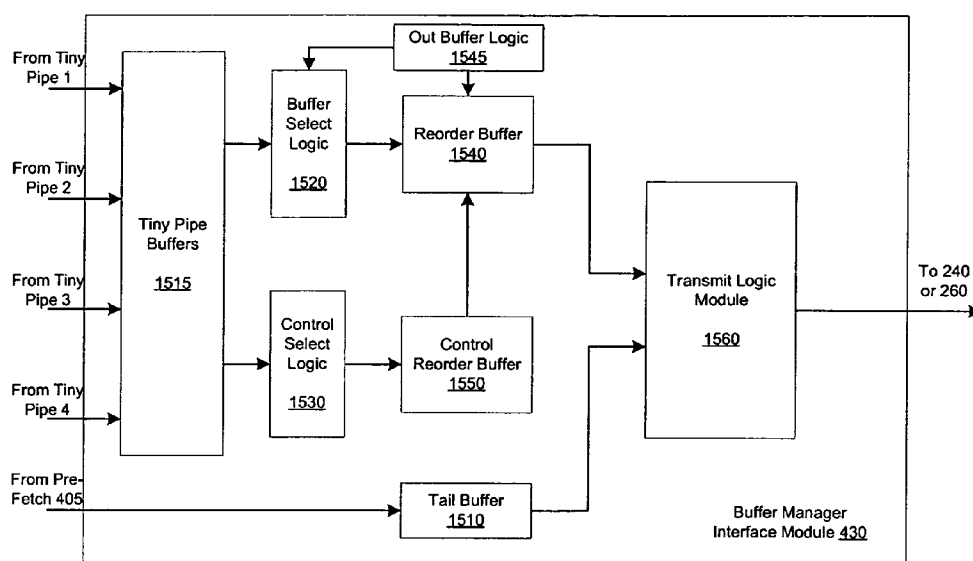 From Tiny
Pipe 1
From Tiny
Pipe 2
From Tiny
Pipe 3
From Tiny
Pipe 4
From Pre-
Fetch 405
Tiny Pipe
Buffers
1515
Out Buffer Logic
1545
Buffer
Select
Logic
1520
Reorder Buffer
1540
Control
Select
Logic
1530
Control
Reorder Buffer
1550
Tail Buffer
1510
Transmit Logic
Module
1560
To 240
or 260
Buffer Manager
Interface Module 430